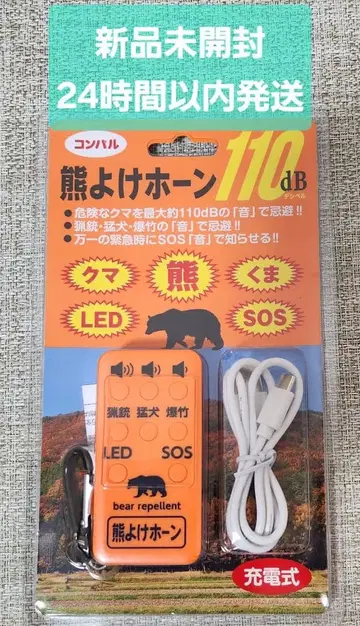 新品未開封
24時間以内発送
コンパル
熊よけホーン110dB
デシベル
●危険なクマを最大約110dBの「音」で忌避!!
●猟銃・猛犬・爆竹の「音」で忌避!!
●万一の緊急時にSOS「音」で知らせる!!
クマ 熊 くま
LED SOS
猟銃 猛犬 爆竹
LED SOS
bear repellent
熊よけホーン
充電式